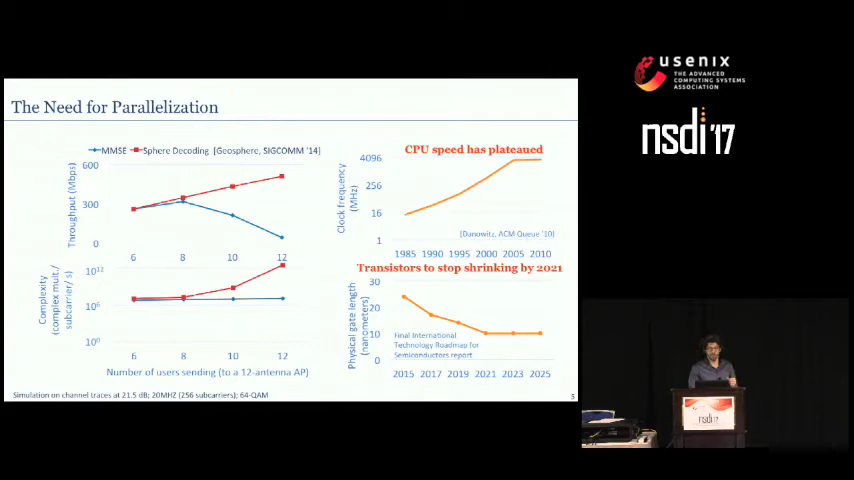 usenix
THE ADVANCED
COMPUTING SYSTEMS
ASSOCIATION
nsdi '17
The Need for Parallelization
MMSE Sphere Decoding [Geosphere, SIGCOMM '14]
Throughput (Mbps)
600
300
0
6 8 10 12
Complexity
(complex mult./
subcarrier/ s)
10¹²
10⁶
10⁰
6 8 10 12
Number of users sending (to a 12-antenna AP)
CPU speed has plateaued
Clock frequency
(MHz)
4096
256
16
1
[Danowitz, ACM Queue '10]
1985 1990 1995 2000 2005 2010
Transistors to stop shrinking by 2021
Physical gate length
(nanometers)
30
20
10
0
Final International
Technology Roadmap for
Semiconductors report
2015 2017 2019 2021 2023 2025
Simulation on channel traces at 21.5 dB; 20MHZ (256 subcarriers); 64-QAM
5
nsdi